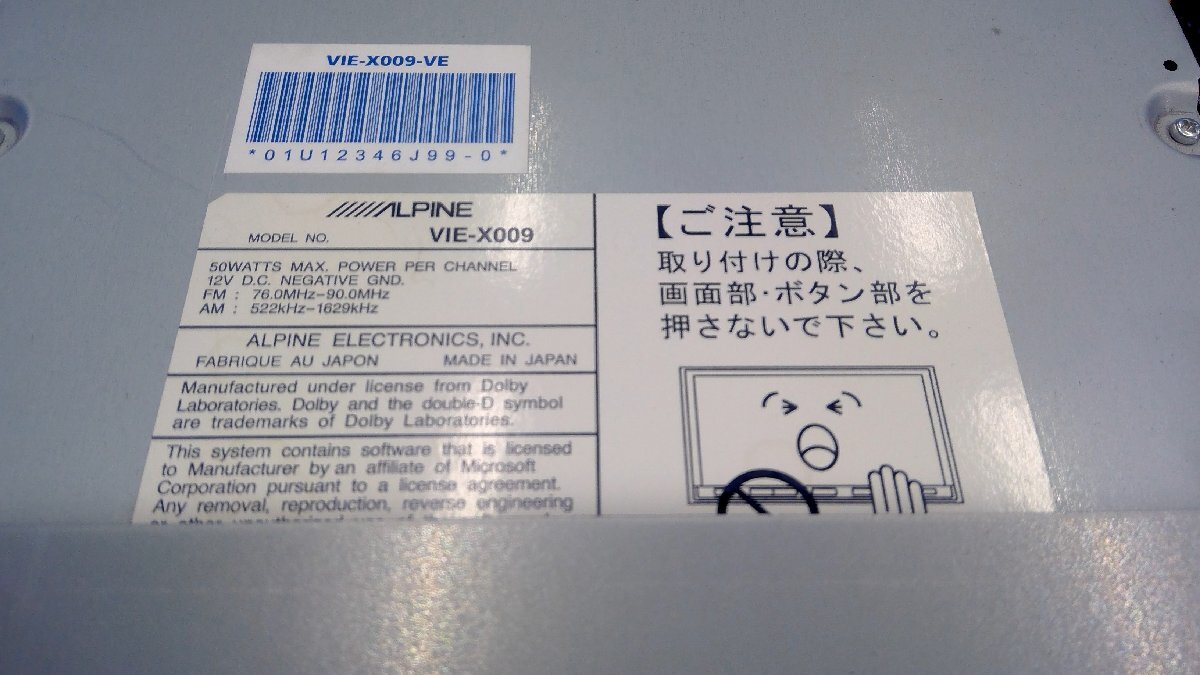 VIE-X009-VE
*01U12346J99-0*
ALPINE
MODEL NO. VIE-X009
50WATTS MAX. POWER PER CHANNEL
12V D.C. NEGATIVE GND.
FM : 76.0MHz-90.0MHz
AM : 522kHz-1629kHz
ALPINE ELECTRONICS, INC.
FABRIQUE AU JAPON MADE IN JAPAN
Manufactured under license from Dolby
Laboratories. Dolby and the double-D symbol
are trademarks of Dolby Laboratories.
This system contains software that is licensed
to Manufacturer by an affiliate of Microsoft
Corporation pursuant to a license agreement.
Any removal, reproduction, reverse engineering
【ご注意】
取り付けの際、
画面部・ボタン部を
押さないで下さい。